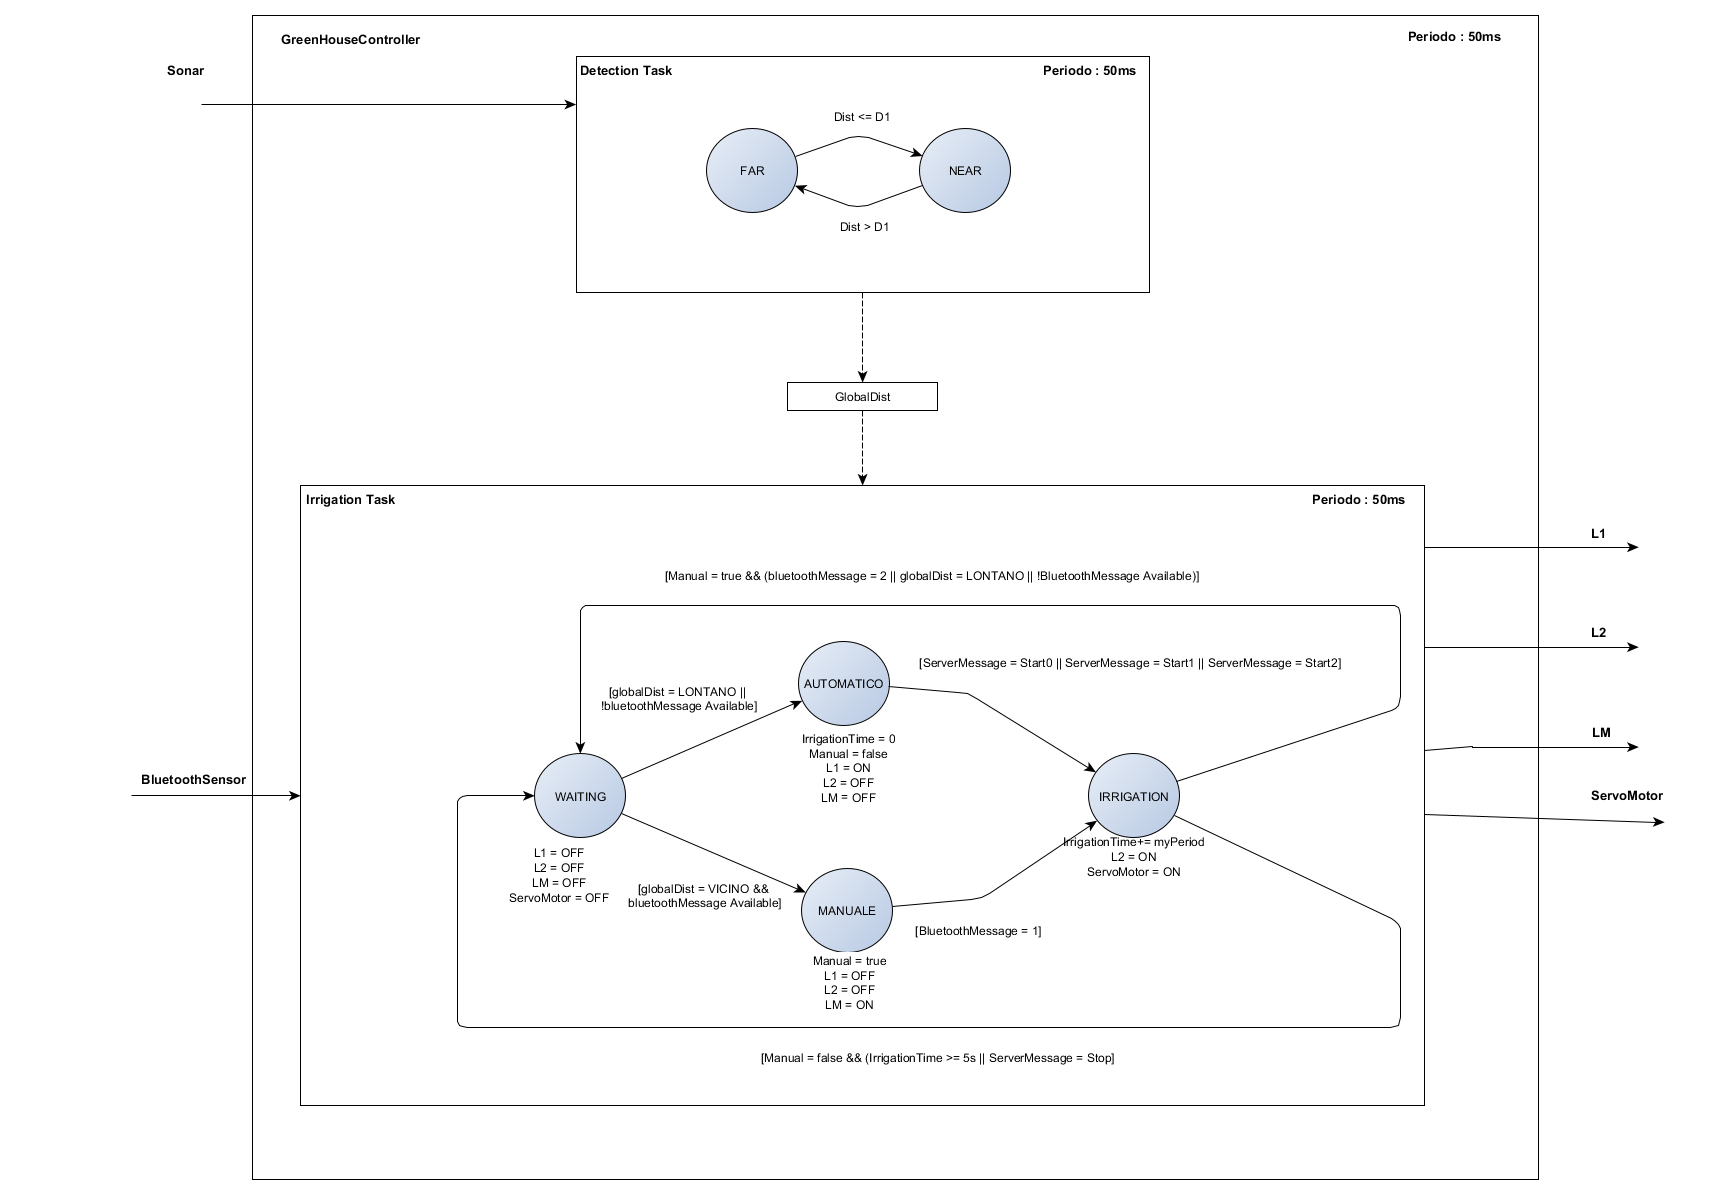 GreenHouseController
Periodo : 50ms
Sonar
Detection Task
Periodo : 50ms
Dist <= D1
FAR
NEAR
Dist > D1
GlobalDist
Irrigation Task
Periodo : 50ms
L1
[Manual = true && (bluetoothMessage = 2 || globalDist = LONTANO || !BluetoothMessage Available)]
L2
[ServerMessage = Start0 || ServerMessage = Start1 || ServerMessage = Start2]
AUTOMATICO
[globalDist = LONTANO ||
!bluetoothMessage Available]
IrrigationTime = 0
Manual = false
L1 = ON
L2 = OFF
LM = OFF
LM
BluetoothSensor
WAITING
IRRIGATION
ServoMotor
L1 = OFF
L2 = OFF
LM = OFF
ServoMotor = OFF
IrrigationTime+= myPeriod
L2 = ON
ServoMotor = ON
[globalDist = VICINO &&
bluetoothMessage Available]
MANUALE
[BluetoothMessage = 1]
Manual = true
L1 = OFF
L2 = OFF
LM = ON
[Manual = false && (IrrigationTime >= 5s || ServerMessage = Stop]